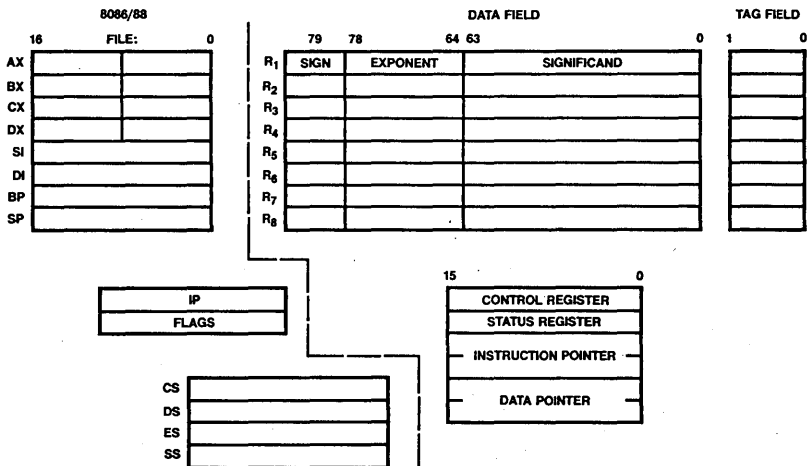 8086/88 DATA FIELD TAG FIELD
16 FILE: 0 79 78 64 63 0 1 0
AX R1 SIGN EXPONENT SIGNIFICAND
BX R2
CX R3
DX R4
SI R5
DI R6
BP R7
SP R8
15 0
IP CONTROL REGISTER
FLAGS STATUS REGISTER
INSTRUCTION POINTER
CS
DS DATA POINTER
ES
SS